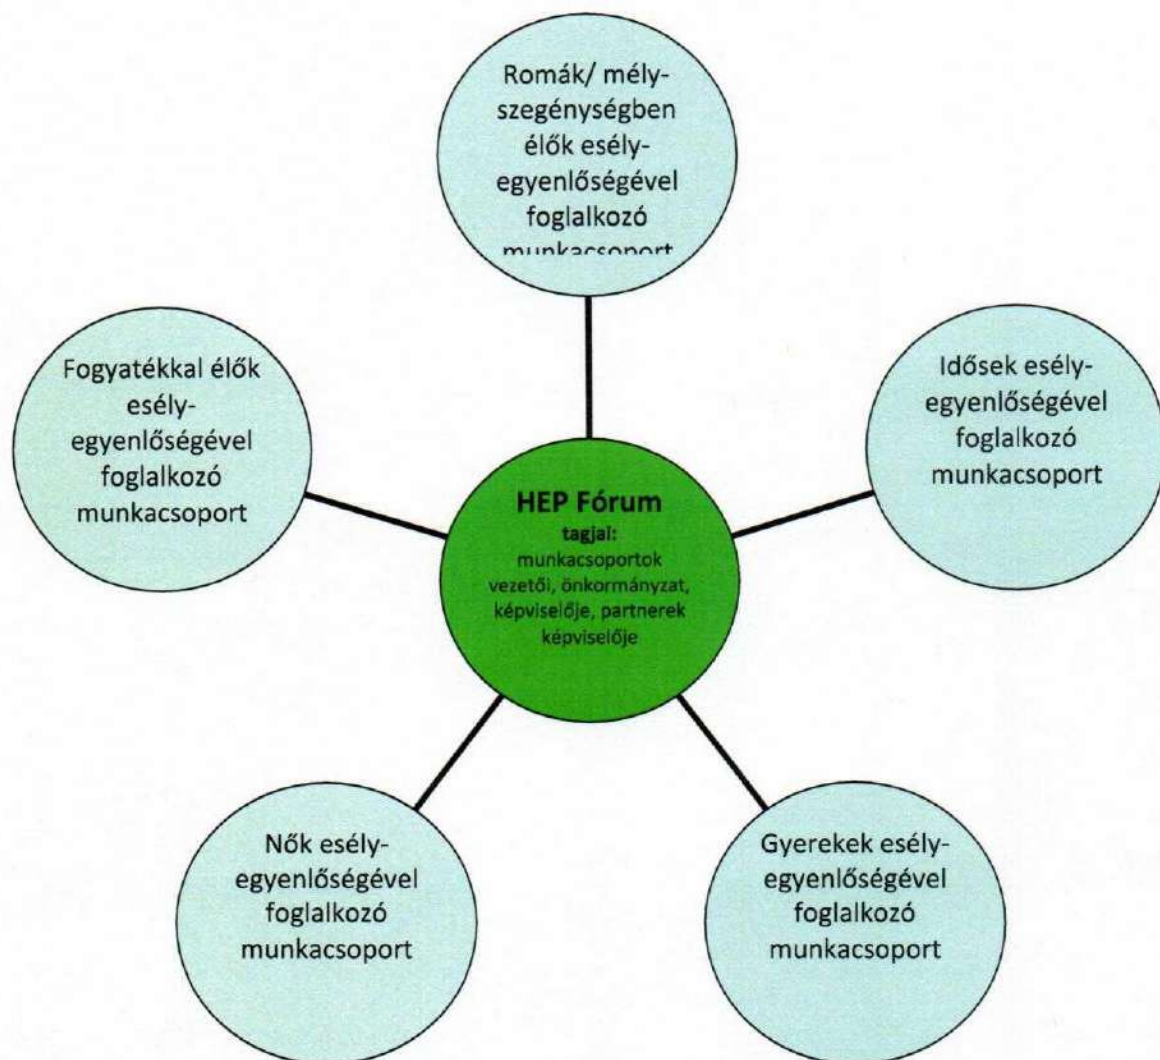 Romák/ mély-
szegénységben
élők esély-
egyenlőségével
foglalkozó
munkacsoport
Fogyatékkal élők
esély-
egyenlőségével
foglalkozó
munkacsoport
Idősek esély-
egyenlőségével
foglalkozó
munkacsoport
HEP Fórum
tagjai:
munkacsoportok
vezetői, önkormányzat,
képviselője, partnerek
képviselője
Nők esély-
egyenlőségével
foglalkozó
munkacsoport
Gyerekek esély-
egyenlőségével
foglalkozó
munkacsoport